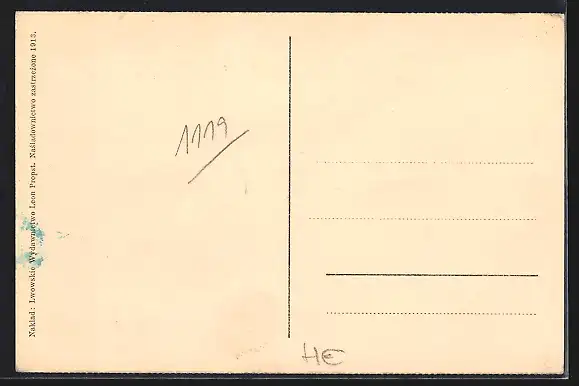 Nakład: Lwowskie Wydawnictwo Leon Propst. Naśladownictwo zastrzeżone 1913.
1119
HE